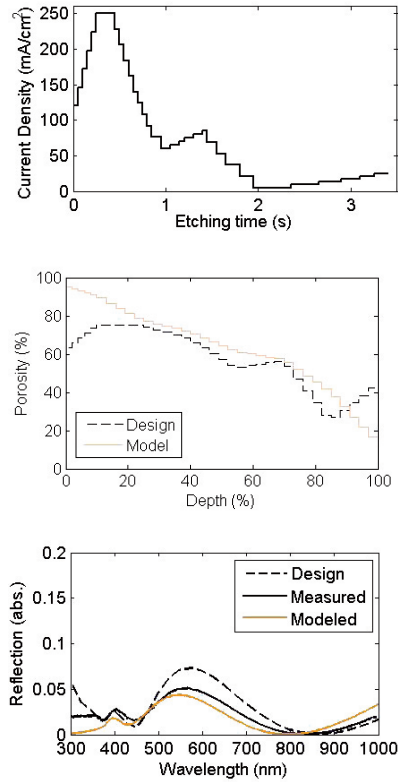 250
200
150
100
50
0
Current Density (mA/cm²)
0 1 2 3
Etching time (s)
100
80
60
40
20
0
Porosity (%)
Design
Model
0 20 40 60 80 100
Depth (%)
0.2
0.15
0.1
0.05
0
Reflection (abs.)
Design
Measured
Modeled
300 400 500 600 700 800 900 1000
Wavelength (nm)